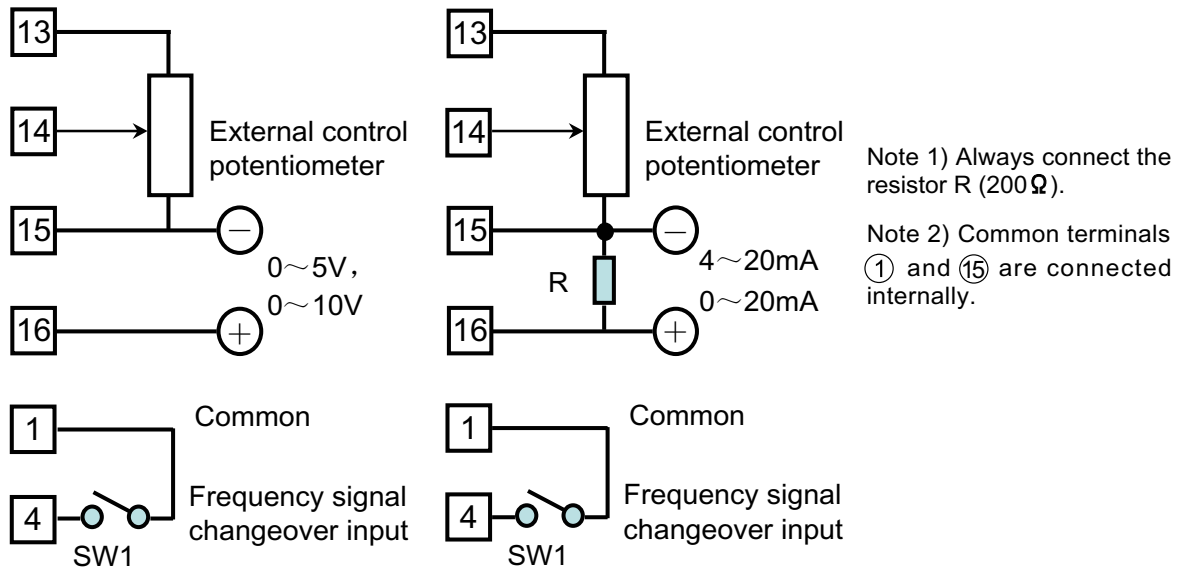 13
14
External control
potentiometer
15
0～5V，
0～10V
16
1
Common
4
Frequency signal
changeover input
SW1
13
14
External control
potentiometer
15
R
4～20mA
0～20mA
16
1
Common
4
Frequency signal
changeover input
SW1
Note 1) Always connect the
resistor R (200Ω).
Note 2) Common terminals
① and ⑮ are connected
internally.